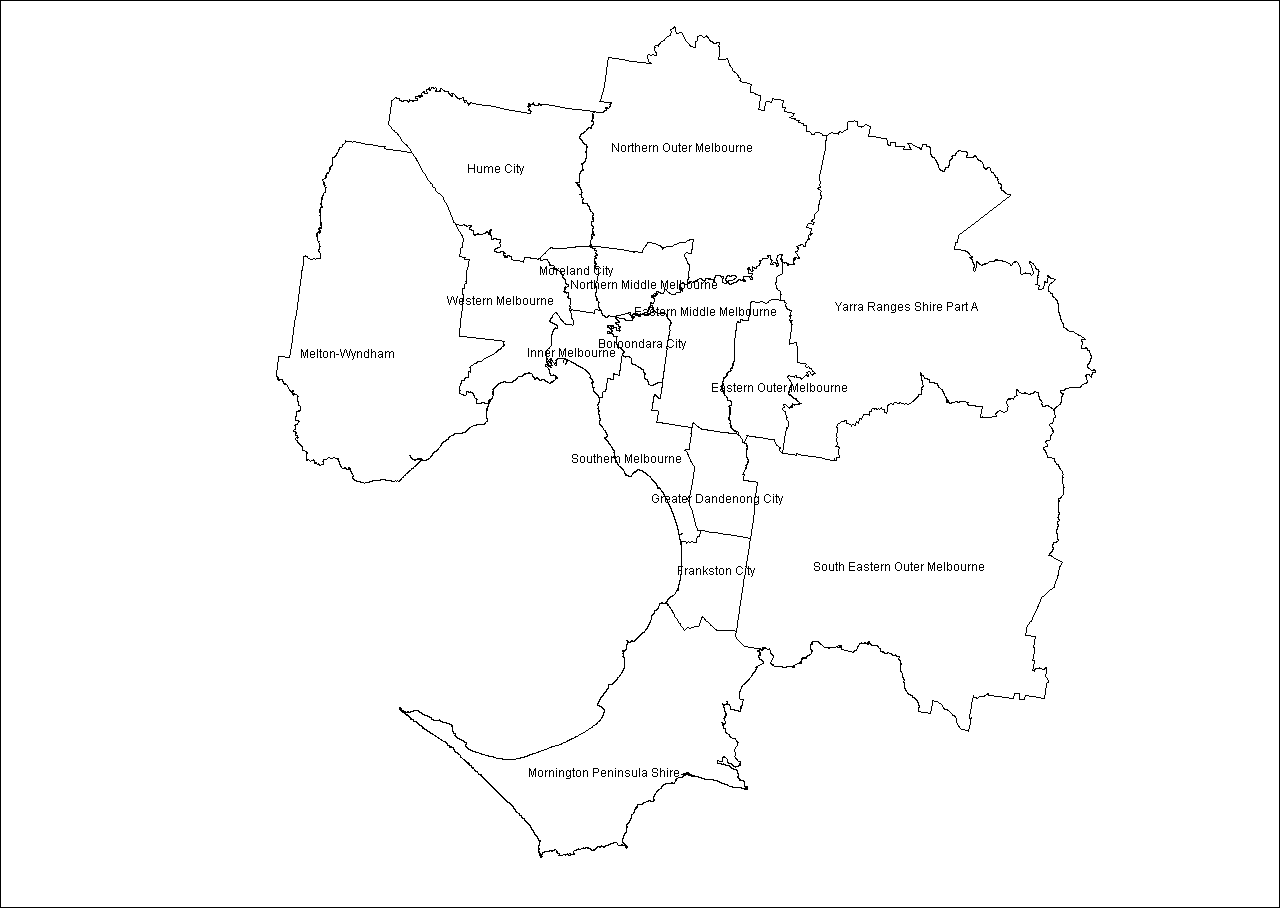 Northern Outer Melbourne
Hume City
Moreland City
Northern Middle Melbourne
Western Melbourne
Eastern Middle Melbourne
Yarra Ranges Shire Part A
Boroondara City
Inner Melbourne
Melton-Wyndham
Eastern Outer Melbourne
Southern Melbourne
Greater Dandenong City
South Eastern Outer Melbourne
Frankston City
Mornington Peninsula Shire